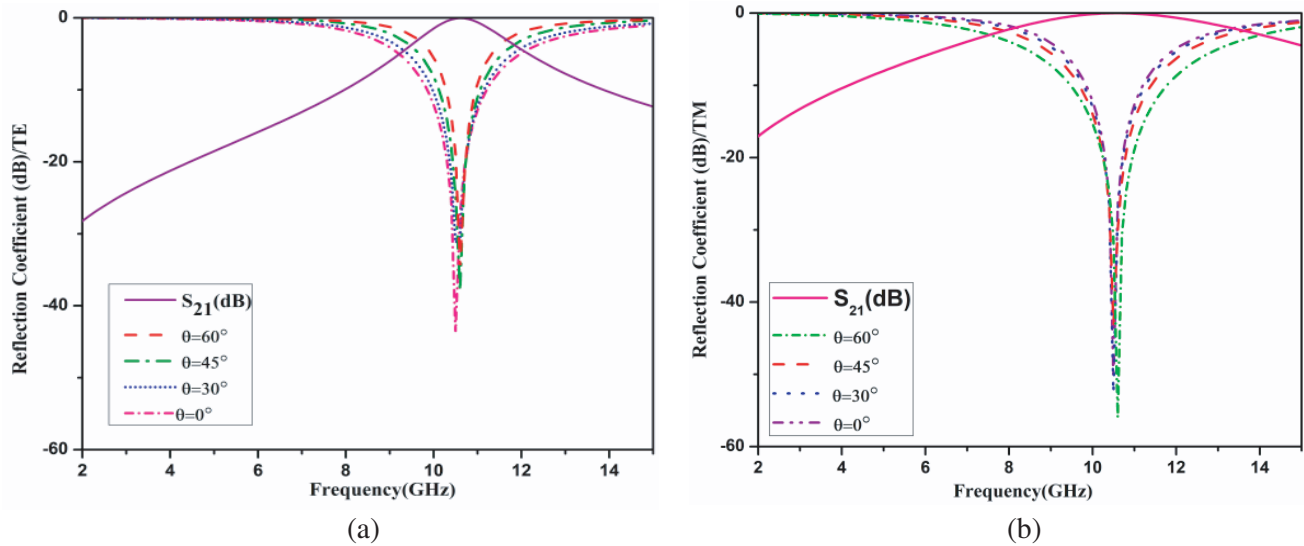 0
-20
-40
-60
Reflection Coefficient (dB)/TE
S21(dB)
θ=60°
θ=45°
θ=30°
θ=0°
2 4 6 8 10 12 14
Frequency(GHz)
(a)
0
-20
-40
-60
Reflection Coefficient (dB)/TM
S21(dB)
θ=60°
θ=45°
θ=30°
θ=0°
2 4 6 8 10 12 14
Frequency(GHz)
(b)